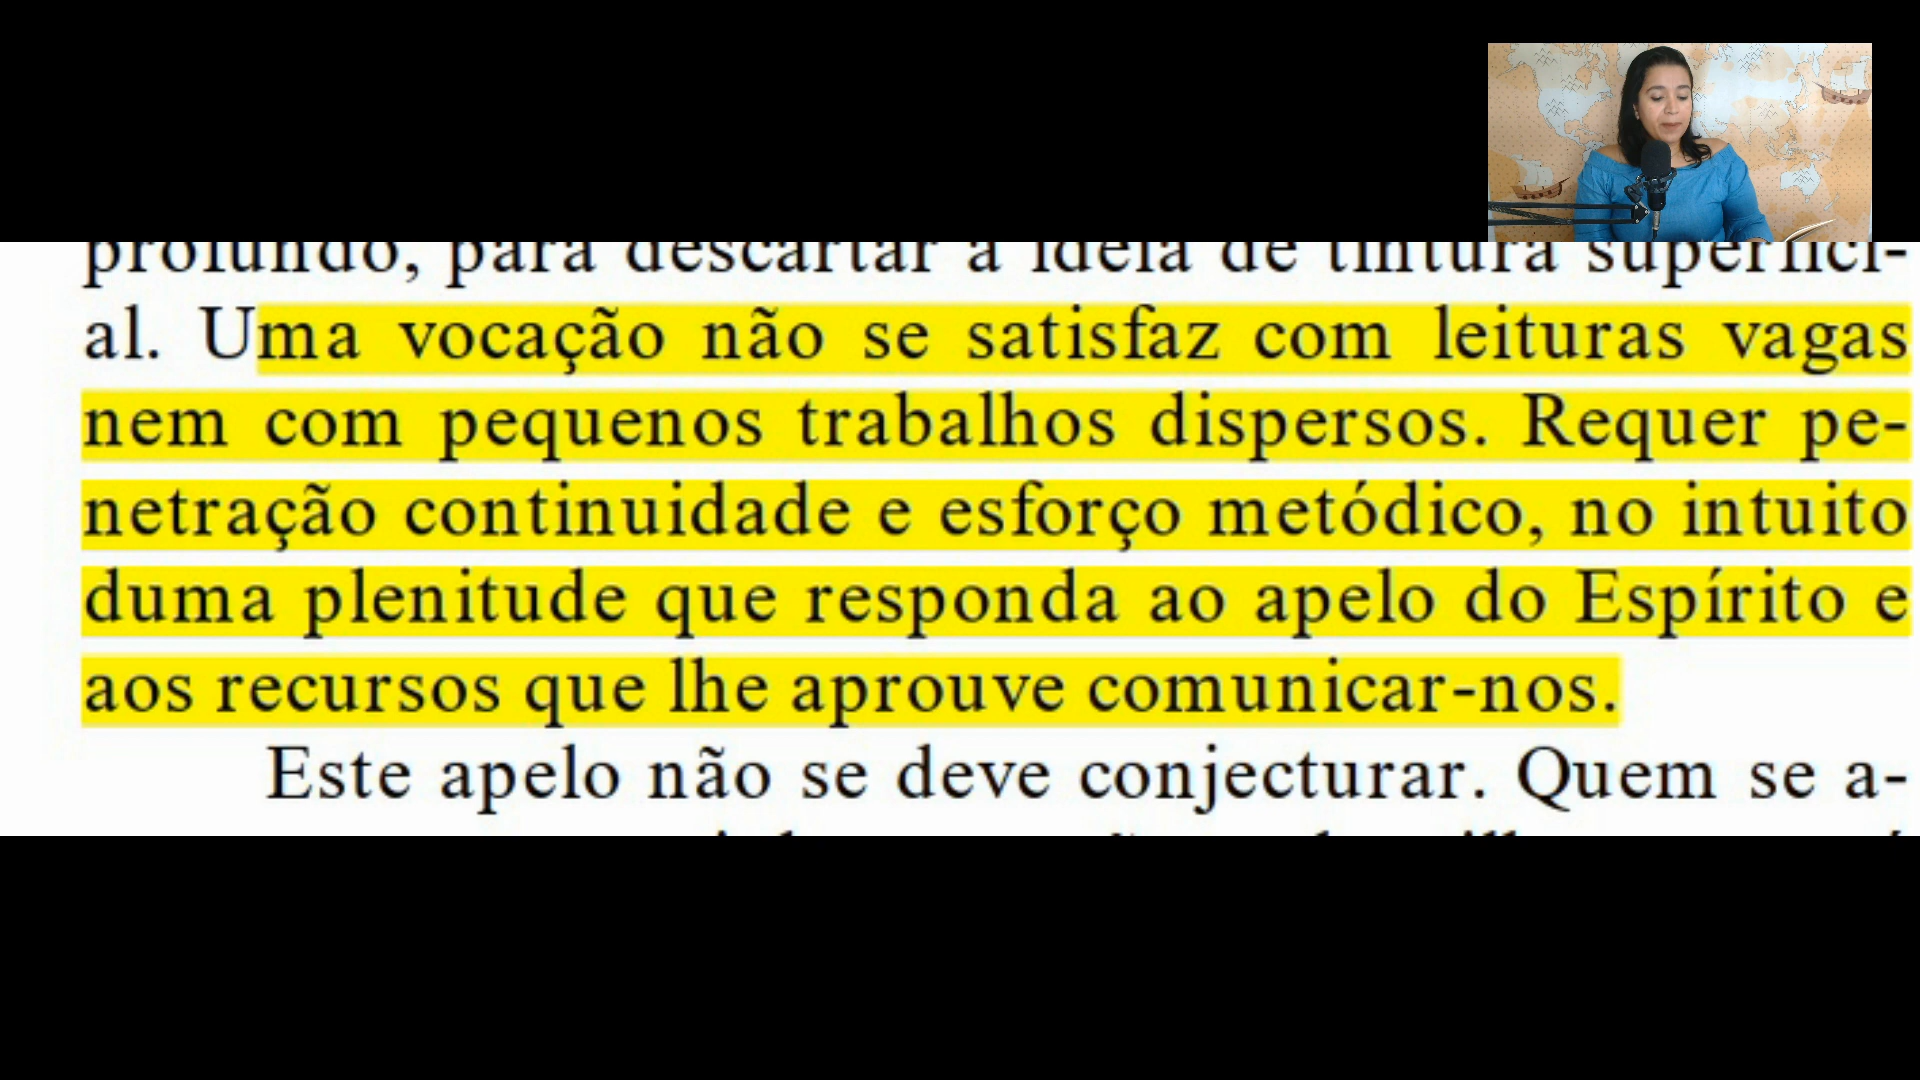 profundo, para descartar a ideia de tintura superfici-
al. Uma vocação não se satisfaz com leituras vagas
nem com pequenos trabalhos dispersos. Requer pe-
netração continuidade e esforço metódico, no intuito
duma plenitude que responda ao apelo do Espírito e
aos recursos que lhe aprouve comunicar-nos.
Este apelo não se deve conjecturar. Quem se a-